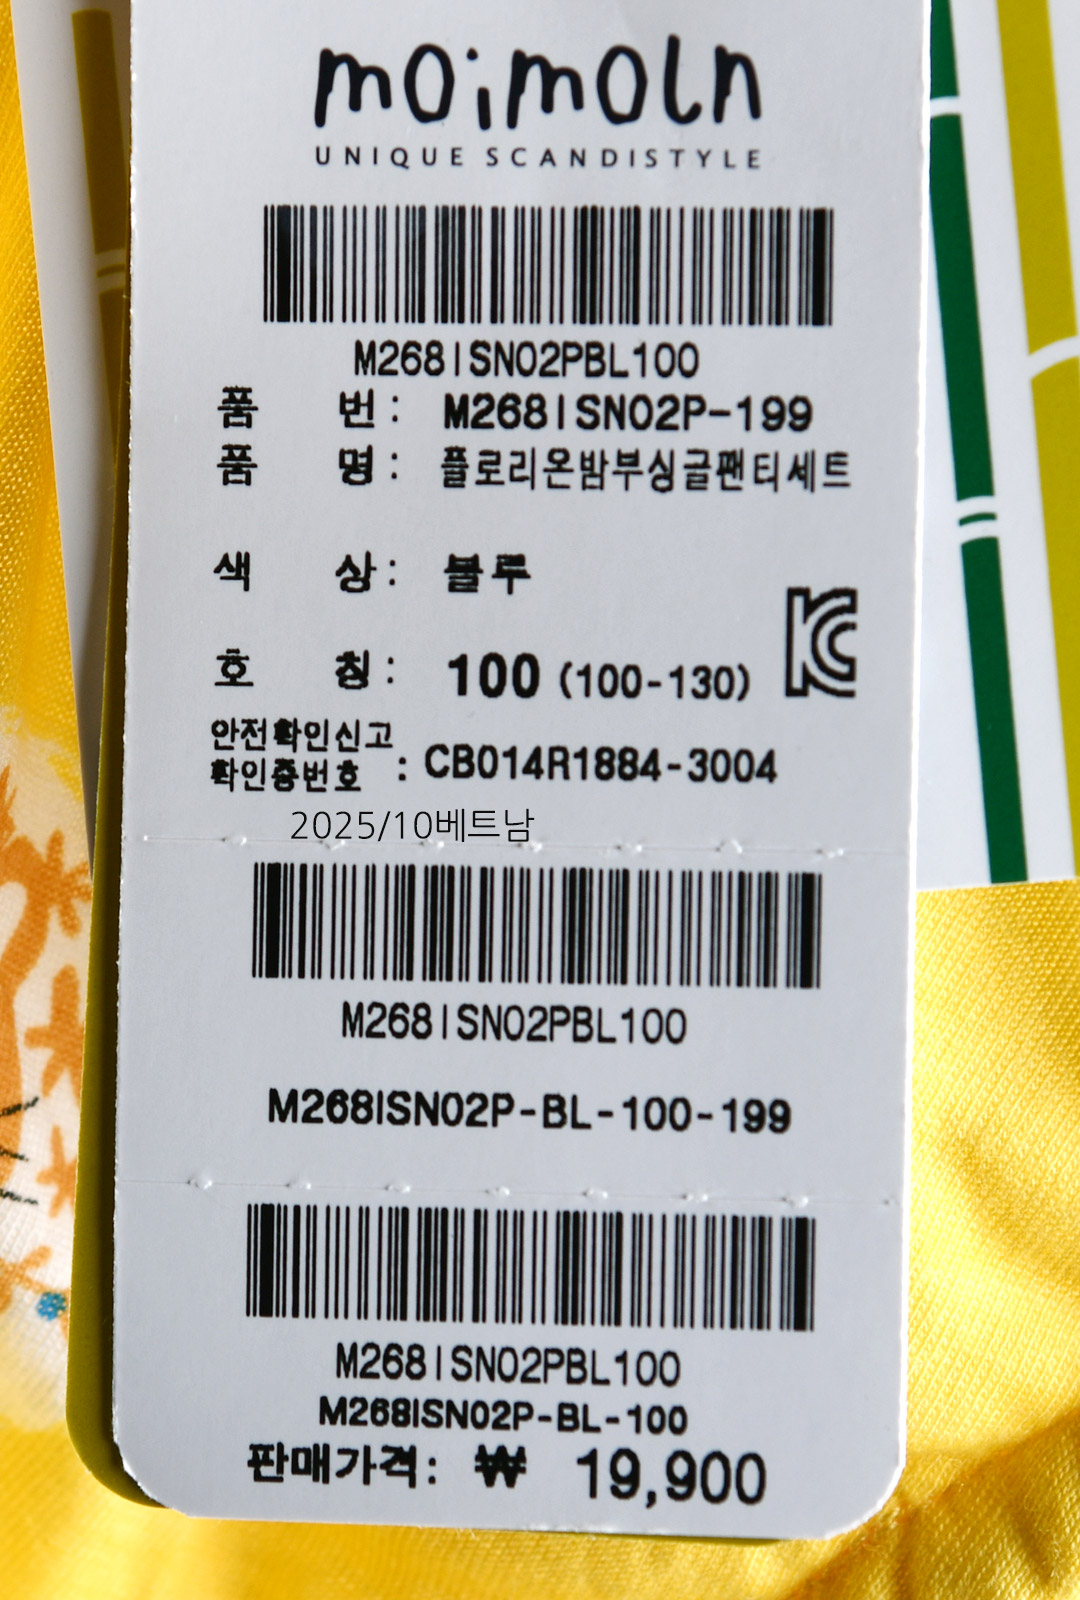 moimoln
UNIQUE SCANDISTYLE
M268ISN02PBL100
품 번 : M268ISN02P-199
품 명 : 플로리온밤부싱글팬티세트
색 상 : 블루
호 칭 : 100 (100-130)
안전확인신고
확인증번호 : CB014R1884-3004
2025/10베트남
M268ISN02PBL100
M268ISN02P-BL-100-199
M268ISN02PBL100
M268ISN02P-BL-100
판매가격: ₩ 19,900